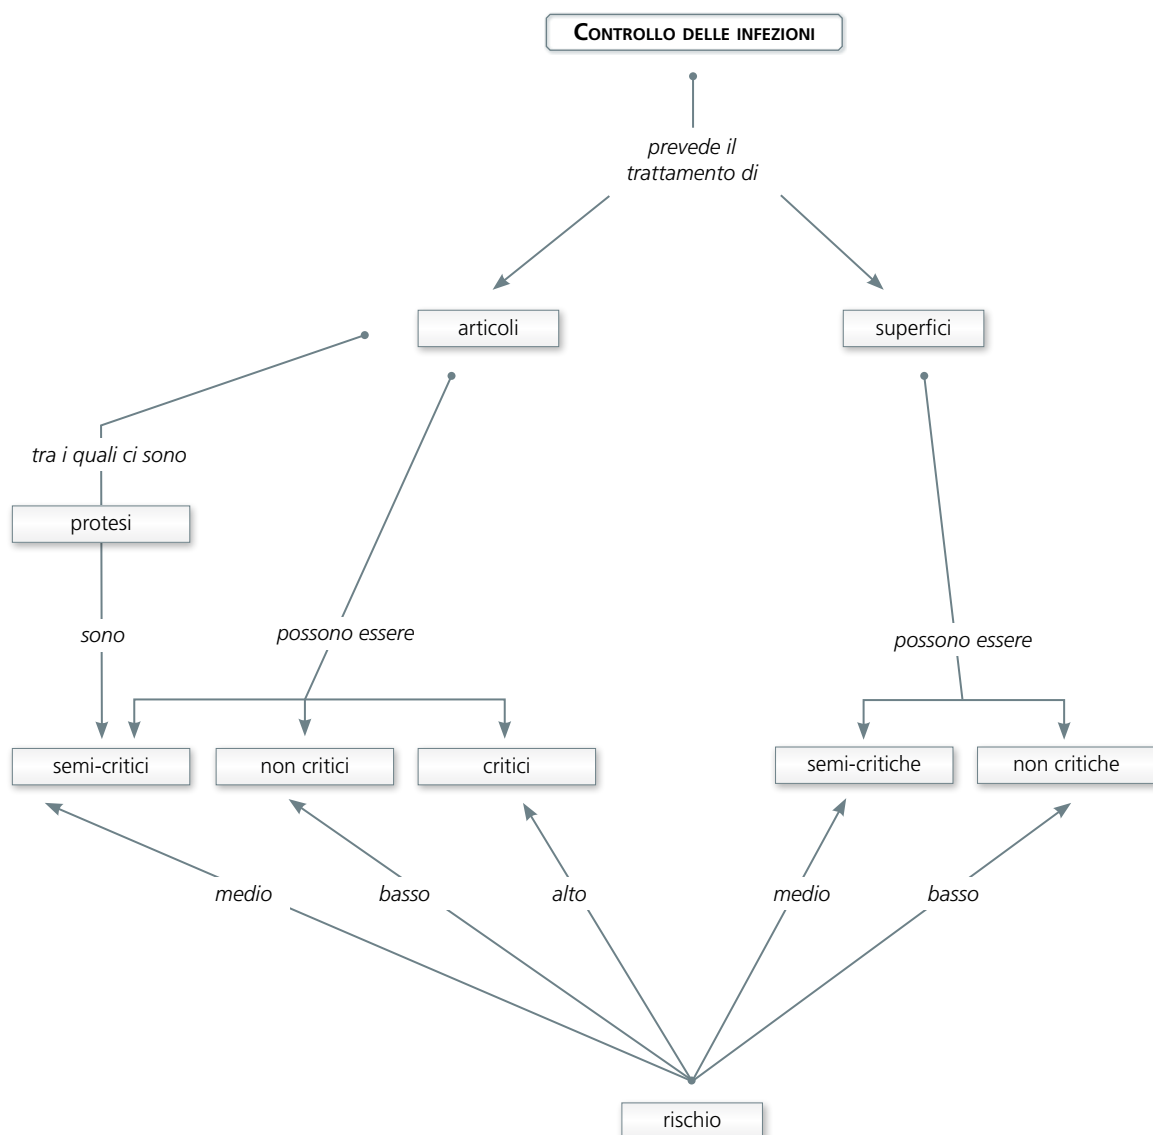 CONTROLLO DELLE INFEZIONI
prevede il
trattamento di
articoli
superfici
tra i quali ci sono
protesi
sono
possono essere
possono essere
semi-critici
non critici
critici
semi-critiche
non critiche
medio
basso
alto
medio
basso
rischio